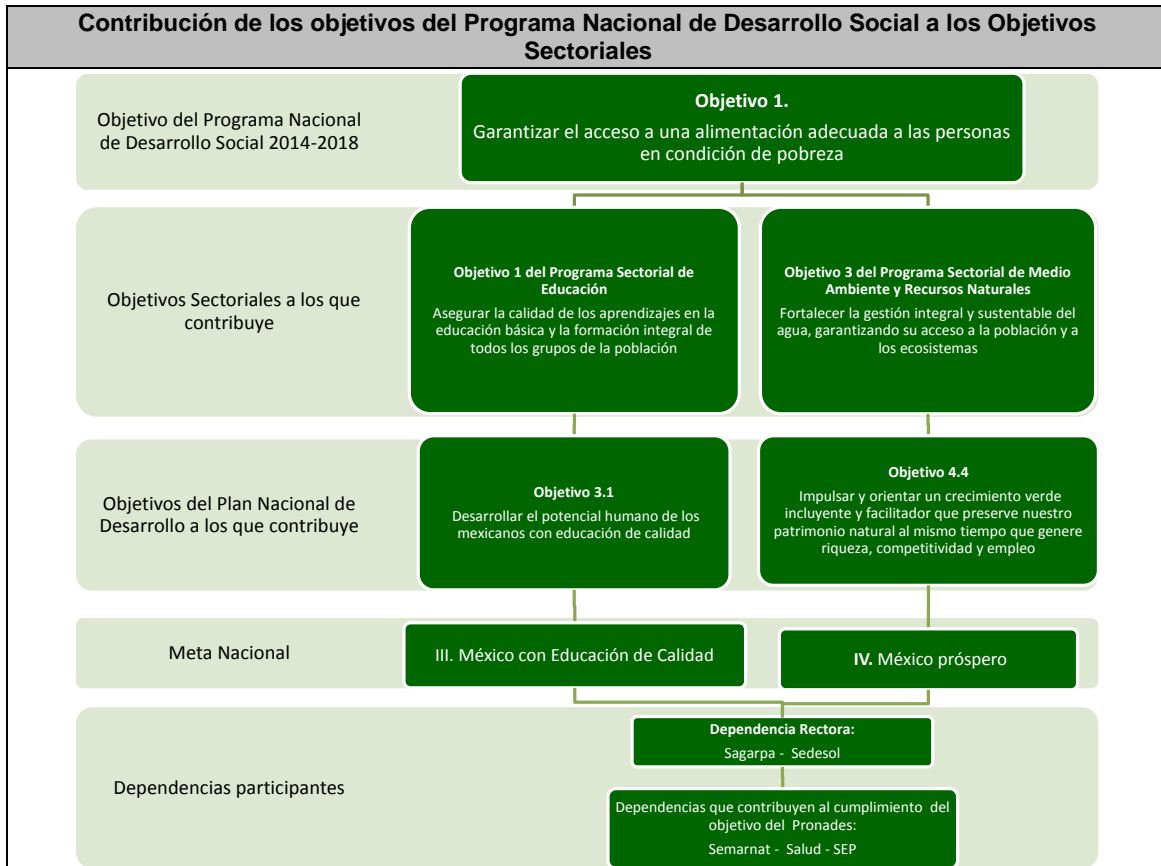 Contribución de los objetivos del Programa Nacional de Desarrollo Social a los Objetivos
Sectoriales
Objetivo del Programa Nacional
de Desarrollo Social 2014-2018
Objetivo 1.
Garantizar el acceso a una alimentación adecuada a las personas
en condición de pobreza
Objetivos Sectoriales a los que
contribuye
Objetivo 1 del Programa Sectorial de
Educación
Asegurar la calidad de los aprendizajes en la
educación básica y la formación integral de
todos los grupos de la población
Objetivo 3 del Programa Sectorial de Medio
Ambiente y Recursos Naturales
Fortalecer la gestión integral y sustentable del
agua, garantizando su acceso a la población y a
los ecosistemas
Objetivos del Plan Nacional de
Desarrollo a los que contribuye
Objetivo 3.1
Desarrollar el potencial humano de los
mexicanos con educación de calidad
Objetivo 4.4
Impulsar y orientar un crecimiento verde
incluyente y facilitador que preserve nuestro
patrimonio natural al mismo tiempo que genere
riqueza, competitividad y empleo
Meta Nacional
III. México con Educación de Calidad
IV. México próspero
Dependencias participantes
Dependencia Rectora:
Sagarpa - Sedesol
Dependencias que contribuyen al cumplimiento del
objetivo del Pronades:
Semarnat - Salud - SEP